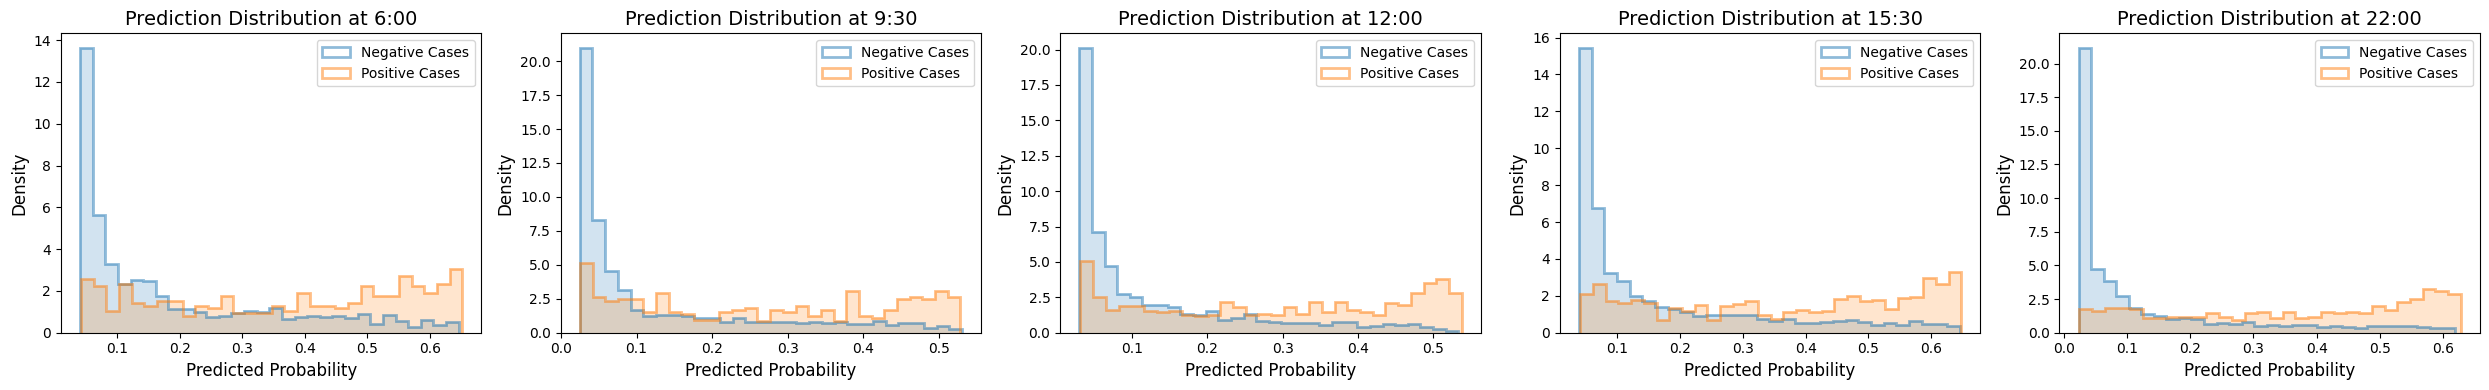 Prediction Distribution at 6:00
14
12
10
8
6
4
2
0
Density
0.1 0.2 0.3 0.4 0.5 0.6
Predicted Probability
Negative Cases
Positive Cases
Prediction Distribution at 9:30
20.0
17.5
15.0
12.5
10.0
7.5
5.0
2.5
0.0
Density
0.0 0.1 0.2 0.3 0.4 0.5
Predicted Probability
Negative Cases
Positive Cases
Prediction Distribution at 12:00
20.0
17.5
15.0
12.5
10.0
7.5
5.0
2.5
0.0
Density
0.1 0.2 0.3 0.4 0.5
Predicted Probability
Negative Cases
Positive Cases
Prediction Distribution at 15:30
16
14
12
10
8
6
4
2
0
Density
0.1 0.2 0.3 0.4 0.5 0.6
Predicted Probability
Negative Cases
Positive Cases
Prediction Distribution at 22:00
20.0
17.5
15.0
12.5
10.0
7.5
5.0
2.5
0.0
Density
0.0 0.1 0.2 0.3 0.4 0.5 0.6
Predicted Probability
Negative Cases
Positive Cases